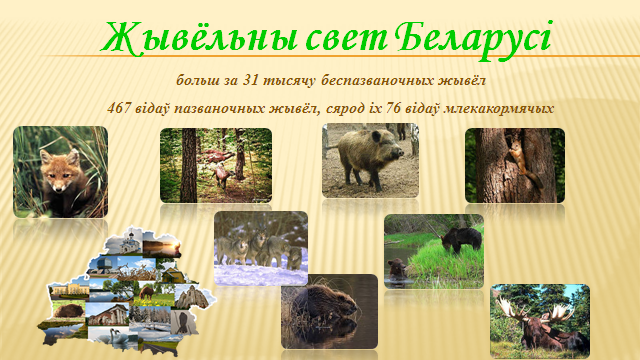 Жывёльны свет Беларусі
больш за 31 тысячу беспазваночных жывёл
467 відаў пазваночных жывёл, сярод іх 76 відаў млекакормячых